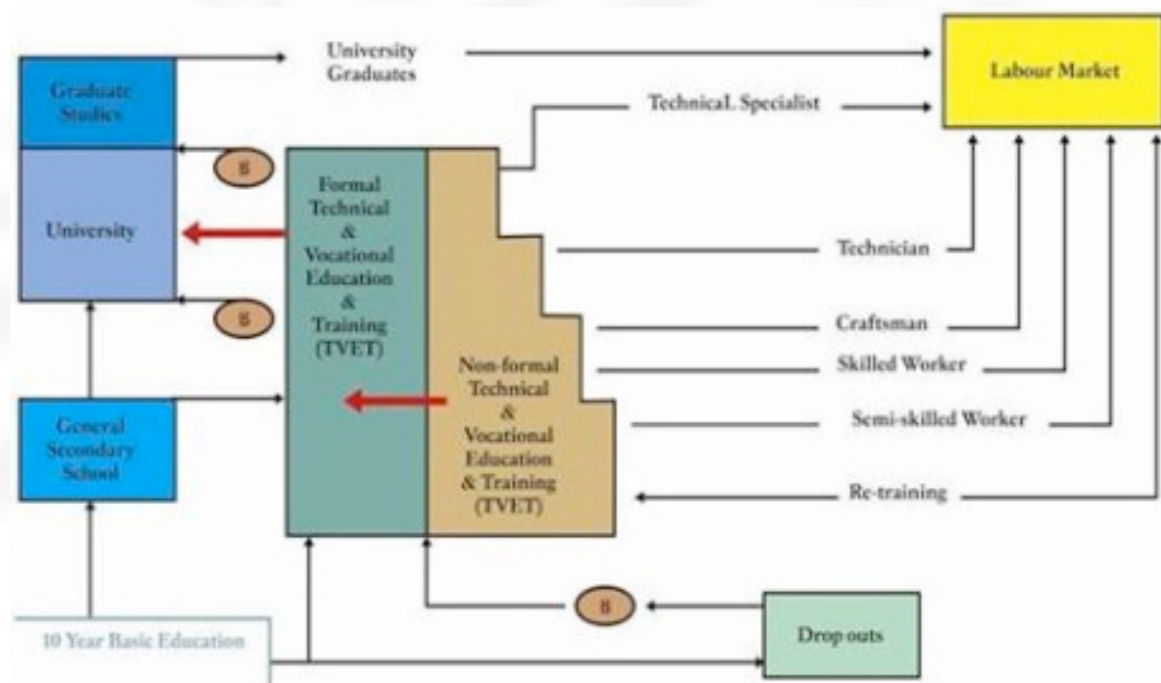 University
Graduates
Labour Market
Graduate
Studies
TechnicaL Specialist
B
Formal
Technical
&
Vocational
Education
&
Training
(TVET)
University
Technician
B
Craftsman
Non-formal
Technical
&
Vocational
Education
& Training
(TVET)
Skilled Worker
General
Secondary
School
Semi-skilled Worker
Re-training
B
10 Year Basic Education
Drop outs